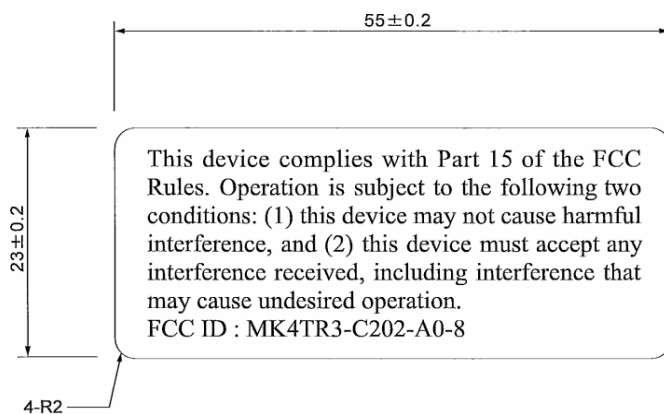 55±0.2
23±0.2
This device complies with Part 15 of the FCC
Rules. Operation is subject to the following two
conditions: (1) this device may not cause harmful
interference, and (2) this device must accept any
interference received, including interference that
may cause undesired operation.
FCC ID : MK4TR3-C202-A0-8
4-R2